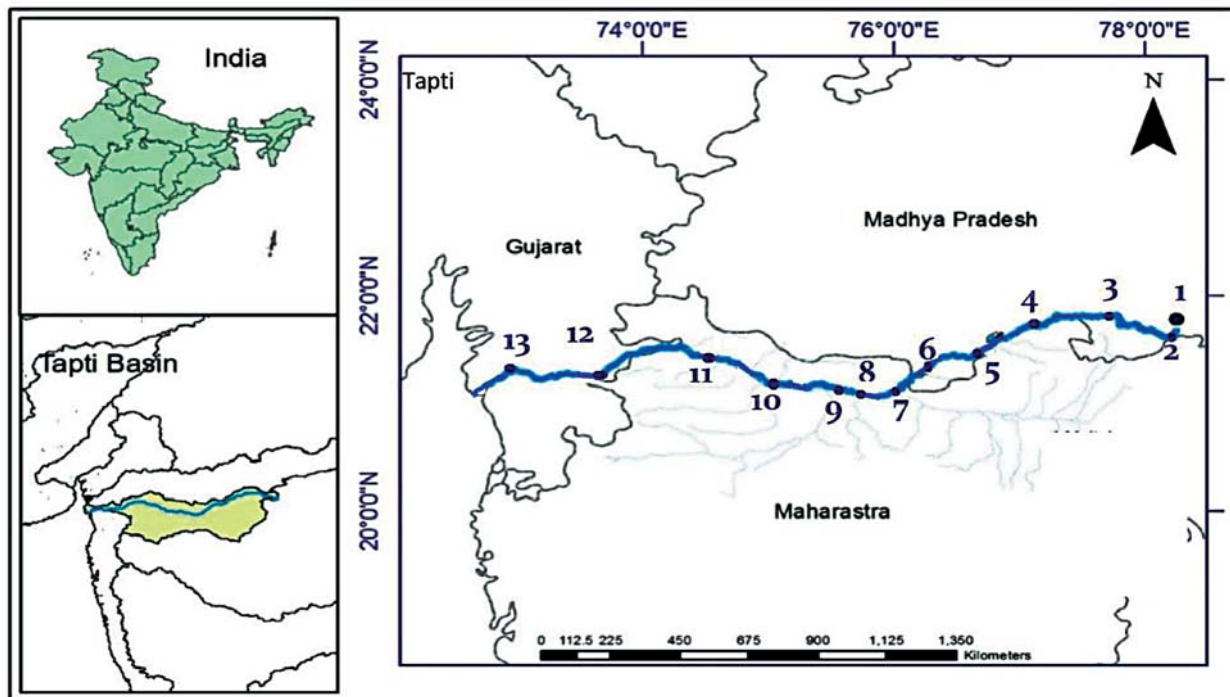 India
Tapti Basin
74°0'0"E 76°0'0"E 78°0'0"E
Tapti
N
24°0'0"N
22°0'0"N
20°0'0"N
Madhya Pradesh
Gujarat
Maharastra
1
2
3
4
5
6
7
8
9
10
11
12
13
0 112.5 225 450 675 900 1,125 1,350
Kilometers